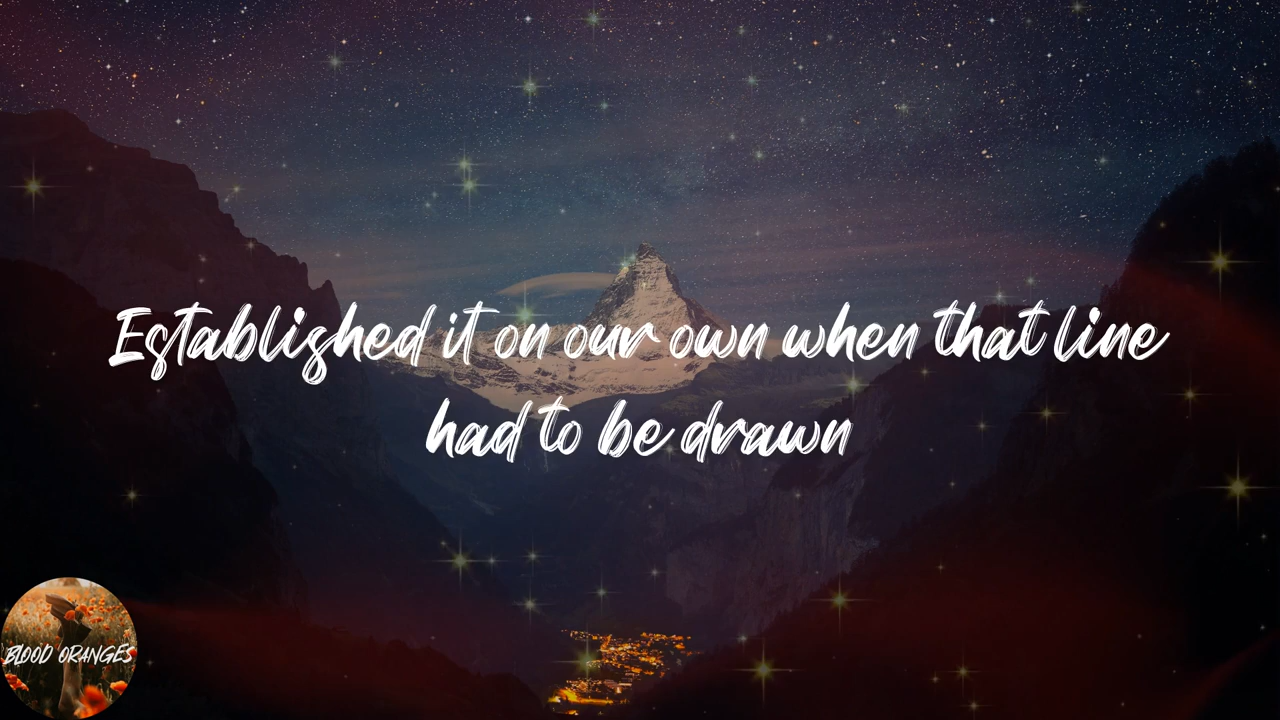 Established it on our own when that line
had to be drawn
BLOOD ORANGES